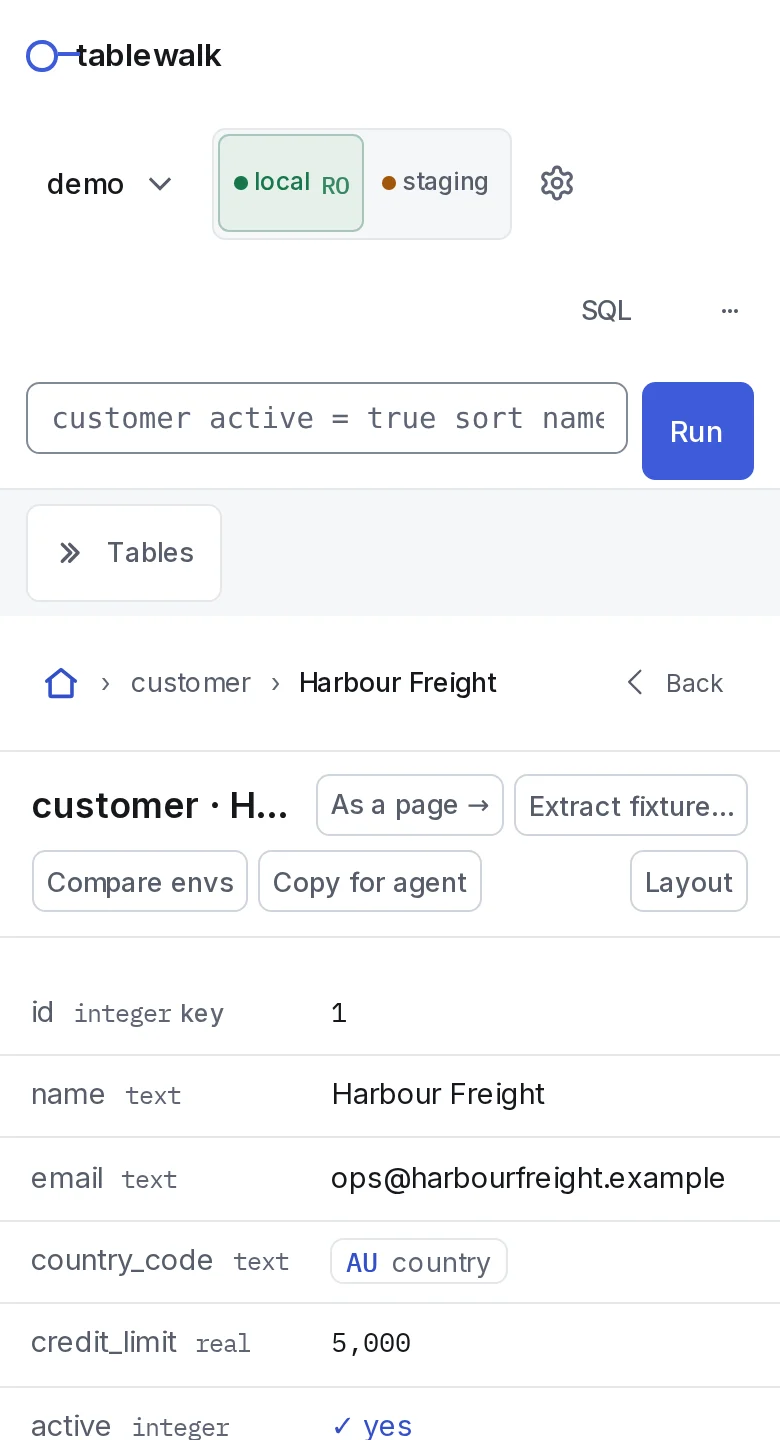 tablewalk
demo local RO staging
SQL ...
customer active = true sort name Run
Tables
› customer › Harbour Freight Back
customer · H... As a page → Extract fixture...
Compare envs Copy for agent Layout
id integer key 1
name text Harbour Freight
email text ops@harbourfreight.example
country_code text AU country
credit_limit real 5,000
active integer ✓ yes